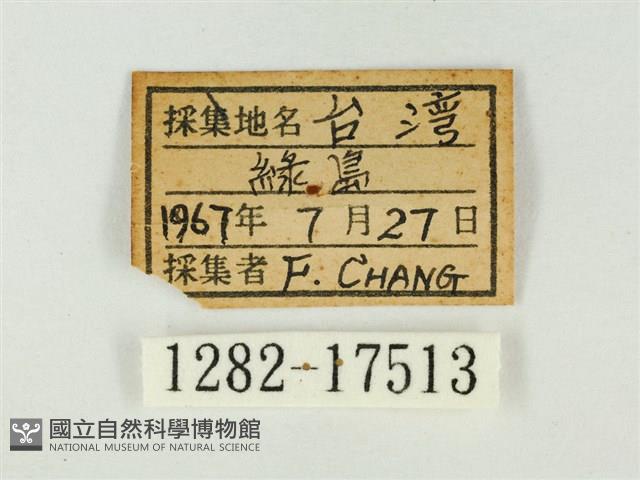 採集地名 台湾
綠島
1967年 7月27日
採集者 F. CHANG
1282-17513
國立自然科學博物館
NATIONAL MUSEUM OF NATURAL SCIENCE